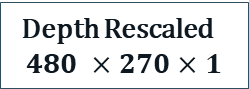 Depth Rescaled
480 × 270 × 1